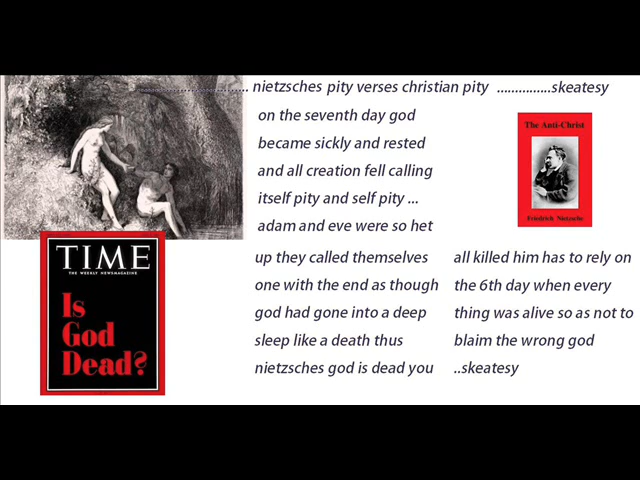 nietzsches pity verses christian pity ...............skeatesy
on the seventh day god
became sickly and rested
and all creation fell calling
itself pity and self pity ...
adam and eve were so het
up they called themselves
one with the end as though
god had gone into a deep
sleep like a death thus
nietzsches god is dead you
all killed him has to rely on
the 6th day when every
thing was alive so as not to
blaim the wrong god
..skeatesy
The Anti-Christ
Friedrich Nietzsche
TIME
THE WEEKLY NEWSMAGAZINE
Is
God
Dead?